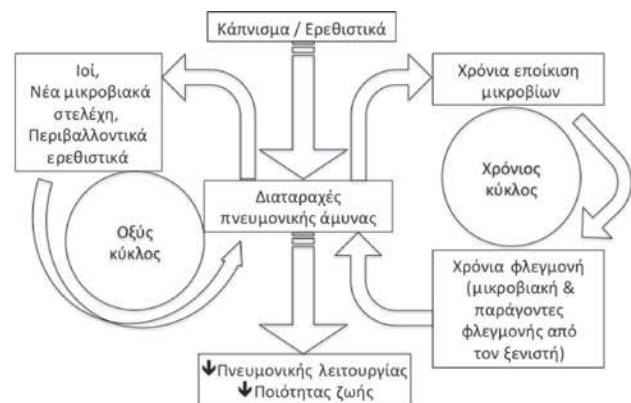 Κάπνισμα / Ερεθιστικά
Ιοί,
Νέα μικροβιακά
στελέχη,
Περιβαλλοντικά
ερεθιστικά
Χρόνια εποίκιση
μικροβίων
Οξύς
κύκλος
Διαταραχές
πνευμονικής άμυνας
Χρόνιος
κύκλος
Χρόνια φλεγμονή
(μικροβιακή &
παράγοντες
φλεγμονής από
τον ξενιστή)
🡇Πνευμονικής λειτουργίας
🡇Ποιότητας ζωής